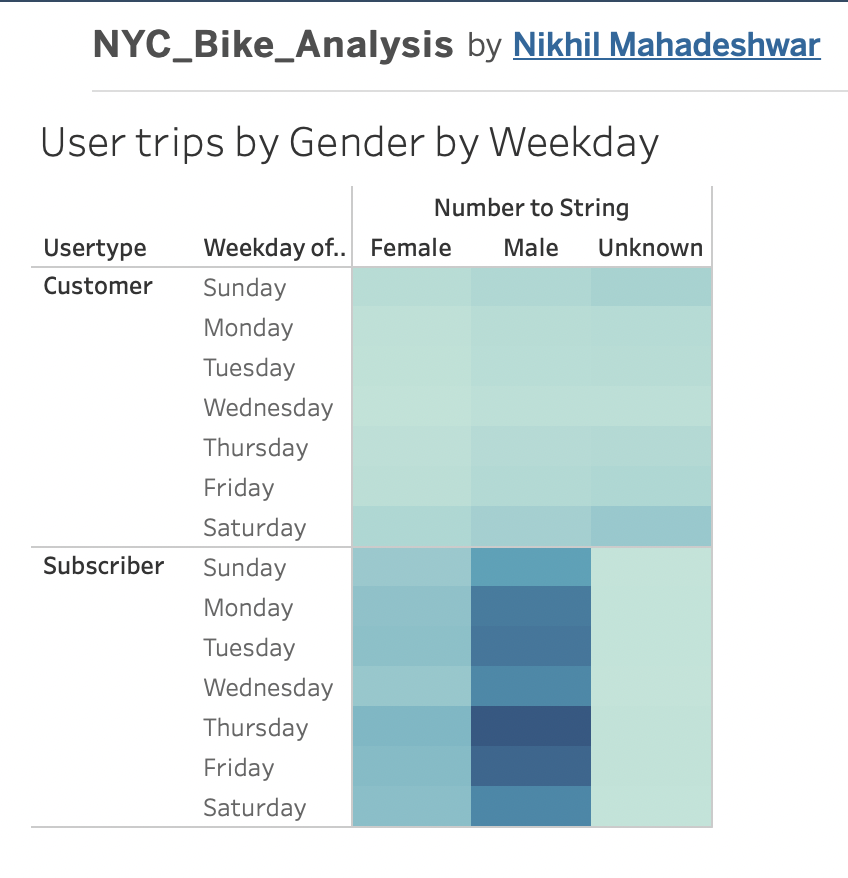 NYC_Bike_Analysis by Nikhil Mahadeshwar
User trips by Gender by Weekday
Number to String
Usertype Weekday of.. Female Male Unknown
Customer Sunday
Monday
Tuesday
Wednesday
Thursday
Friday
Saturday
Subscriber Sunday
Monday
Tuesday
Wednesday
Thursday
Friday
Saturday